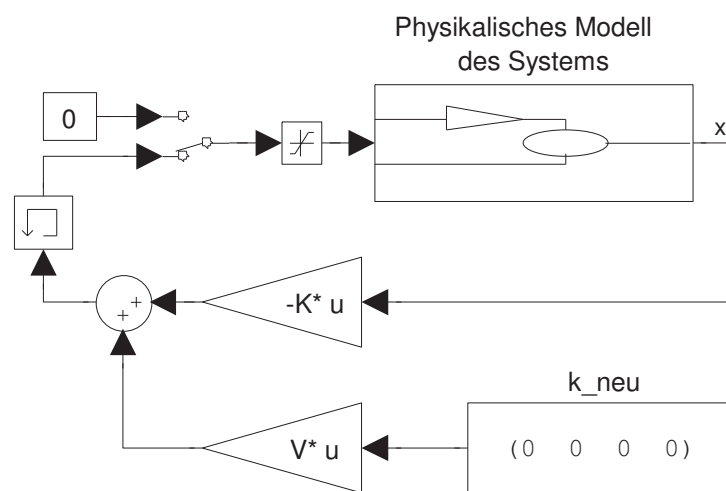 Physikalisches Modell
des Systems
0
x
-K* u
+
+
k_neu
V* u
(0 0 0 0)